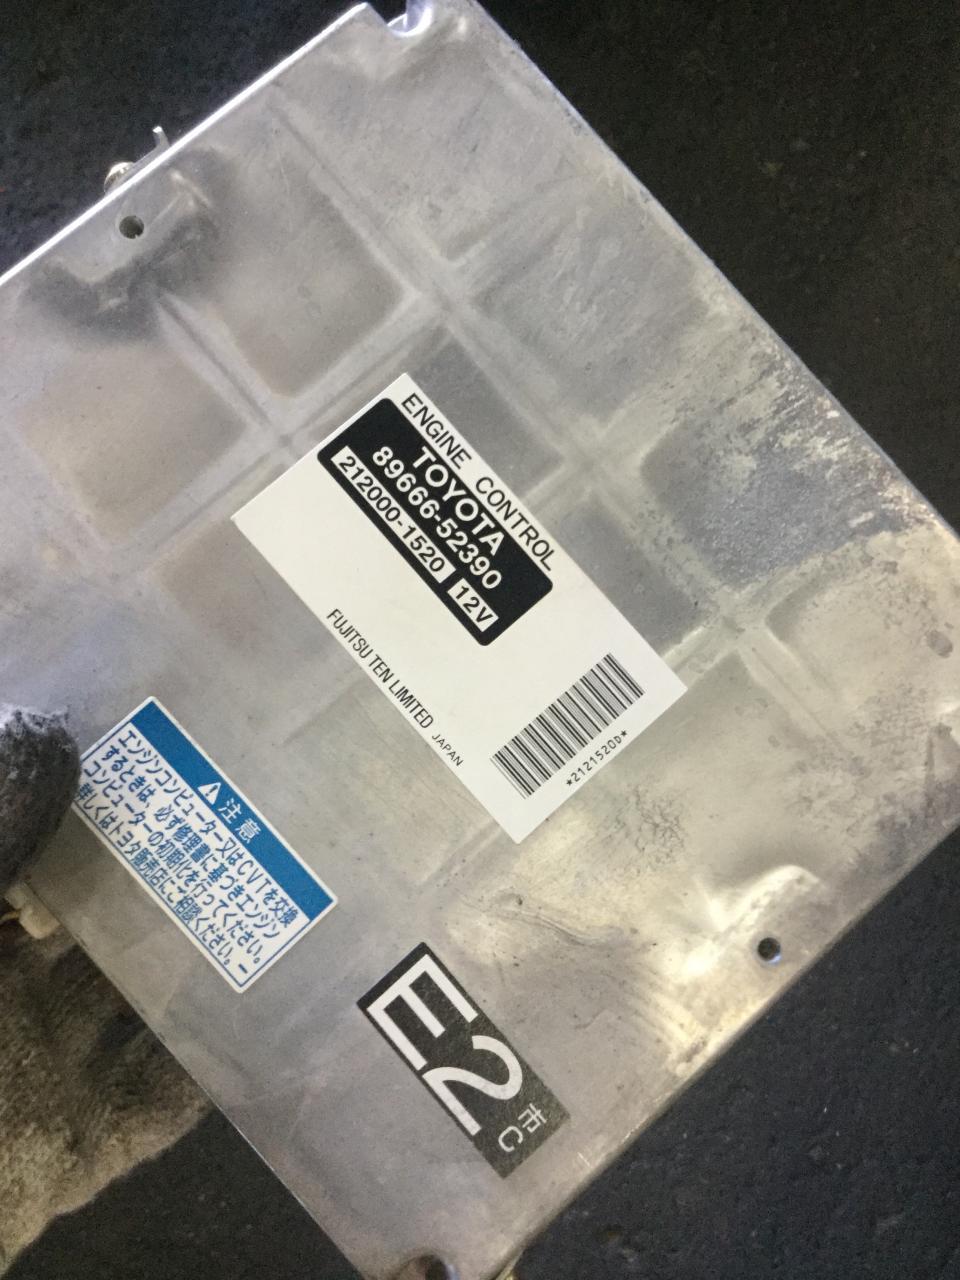 ENGINE CONTROL
TOYOTA
89666-52390
212000-1520 12V
FUJITSU TEN LIMITED JAPAN
*2121520D*
注意
エンジンコンピューター又はCVTを交換
するときは、必ず修理書に基づきエンジン
コンピューターの初期化を行ってください。
詳しくはトヨタ販売店にご相談ください。
E2
市C